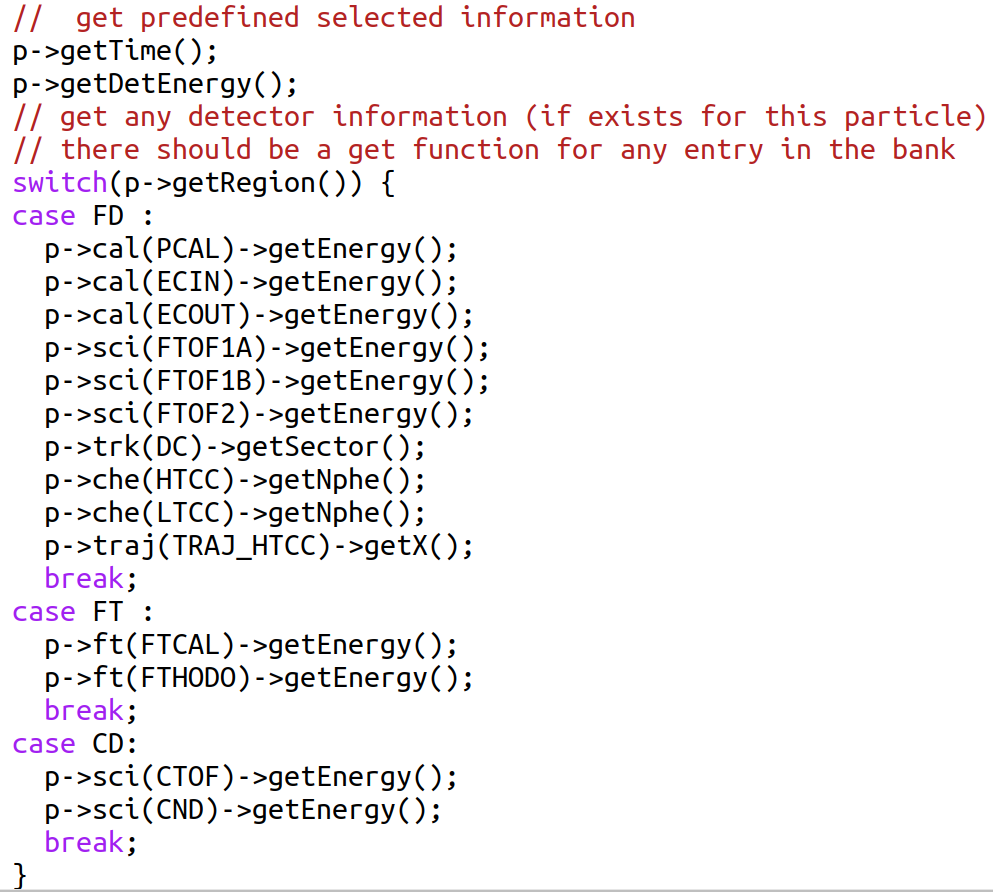 //  get predefined selected information
p->getTime();
p->getDetEnergy();
// get any detector information (if exists for this particle)
// there should be a get function for any entry in the bank
switch(p->getRegion()) {
case FD :
  p->cal(PCAL)->getEnergy();
  p->cal(ECIN)->getEnergy();
  p->cal(ECOUT)->getEnergy();
  p->sci(FTOF1A)->getEnergy();
  p->sci(FTOF1B)->getEnergy();
  p->sci(FTOF2)->getEnergy();
  p->trk(DC)->getSector();
  p->che(HTCC)->getNphe();
  p->che(LTCC)->getNphe();
  p->traj(TRAJ_HTCC)->getX();
  break;
case FT :
  p->ft(FTCAL)->getEnergy();
  p->ft(FTHODO)->getEnergy();
  break;
case CD:
  p->sci(CTOF)->getEnergy();
  p->sci(CND)->getEnergy();
  break;
}